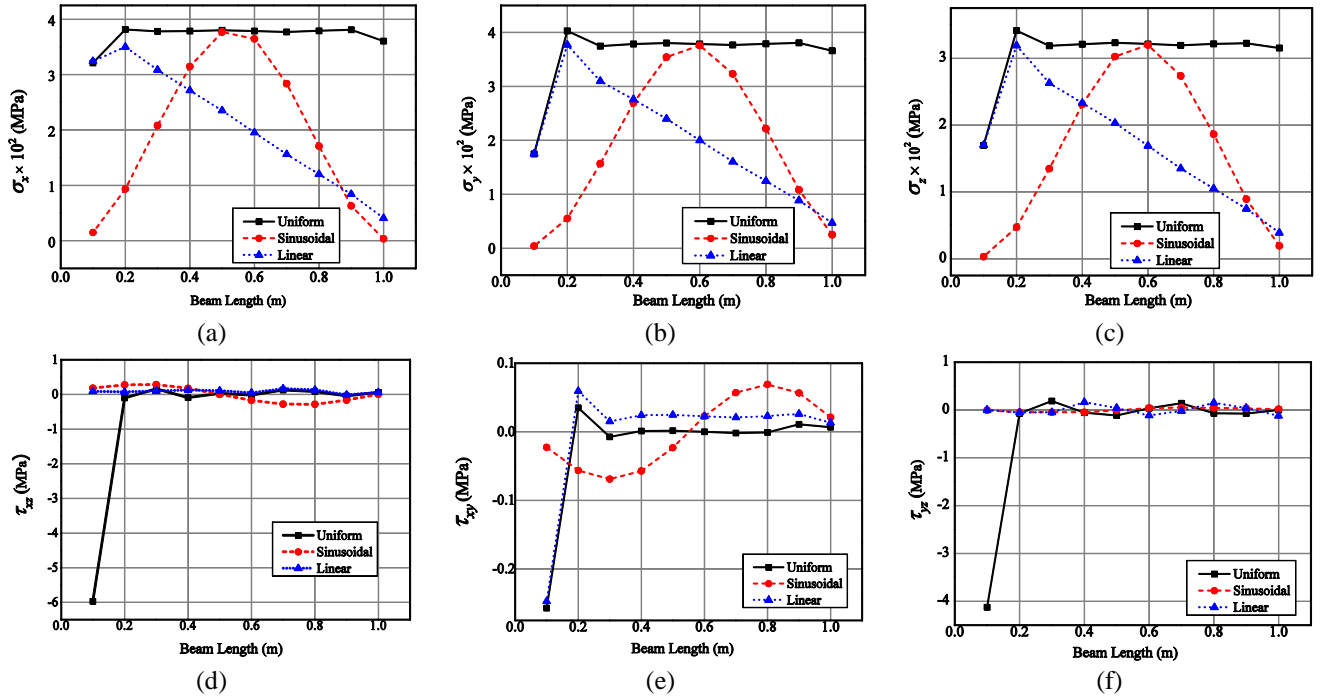 4
3
2
1
0
σx × 10² (MPa)
Uniform
Sinusoidal
Linear
0.0 0.2 0.4 0.6 0.8 1.0
Beam Length (m)
(a)
4
3
2
1
0
σy × 10² (MPa)
Uniform
Sinusoidal
Linear
0.0 0.2 0.4 0.6 0.8 1.0
Beam Length (m)
(b)
3
2
1
0
σz × 10² (MPa)
Uniform
Sinusoidal
Linear
0.0 0.2 0.4 0.6 0.8 1.0
Beam Length (m)
(c)
1
0
-1
-2
-3
-4
-5
-6
τxz (MPa)
Uniform
Sinusoidal
Linear
0.0 0.2 0.4 0.6 0.8 1.0
Beam Length (m)
(d)
0.1
0.0
-0.1
-0.2
τxy (MPa)
Uniform
Sinusoidal
Linear
0.0 0.2 0.4 0.6 0.8 1.0
Beam Length (m)
(e)
1
0
-1
-2
-3
-4
τyz (MPa)
Uniform
Sinusoidal
Linear
0.0 0.2 0.4 0.6 0.8 1.0
Beam Length (m)
(f)